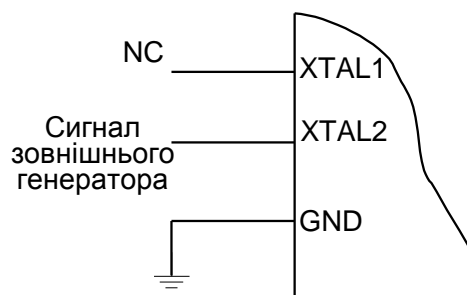 NC
XTAL1
Сигнал
зовнішнього
генератора
XTAL2
GND